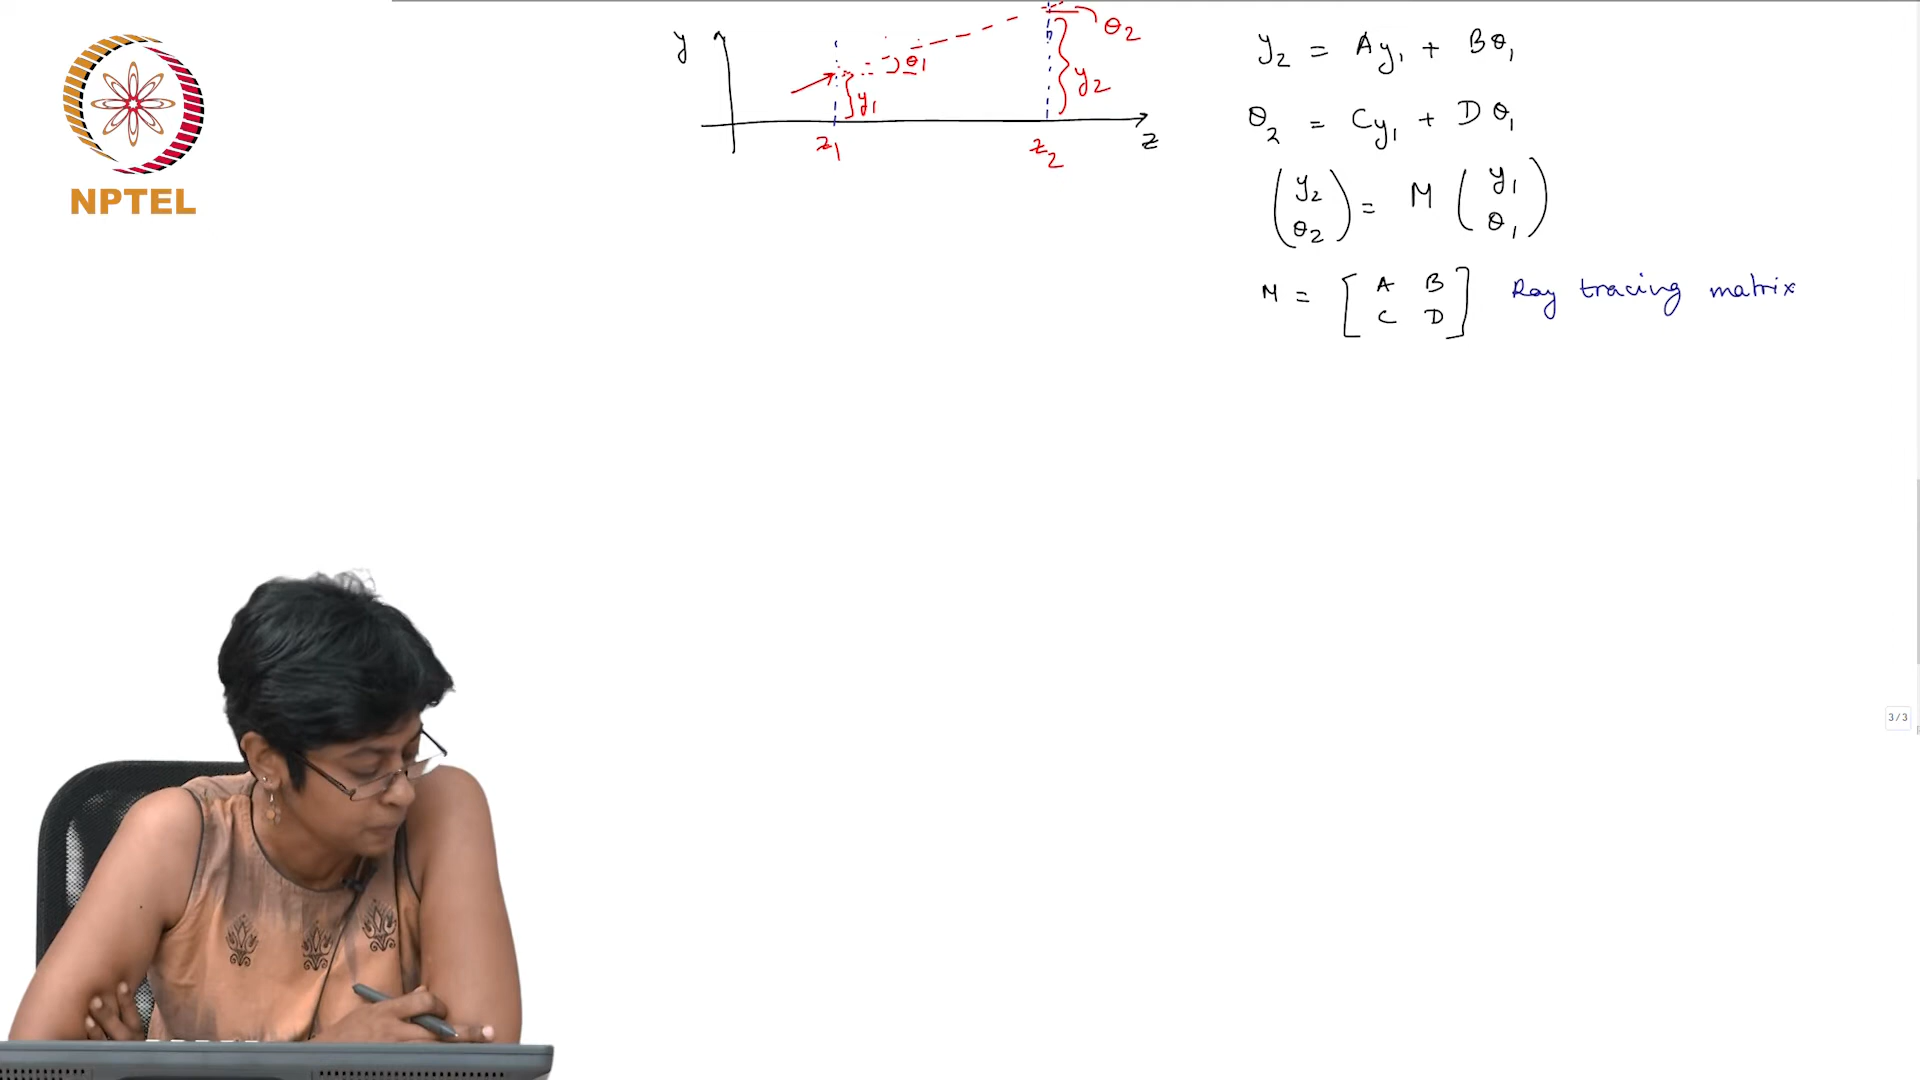 NPTEL
y
θ₁
y₁
θ₂
y₂
z₁
z₂
z
y₂ = Ay₁ + Bθ₁
θ₂ = Cy₁ + Dθ₁
(y₂ θ₂) = M (y₁ θ₁)
M = [A B
C D] Ray tracing matrix
3/3